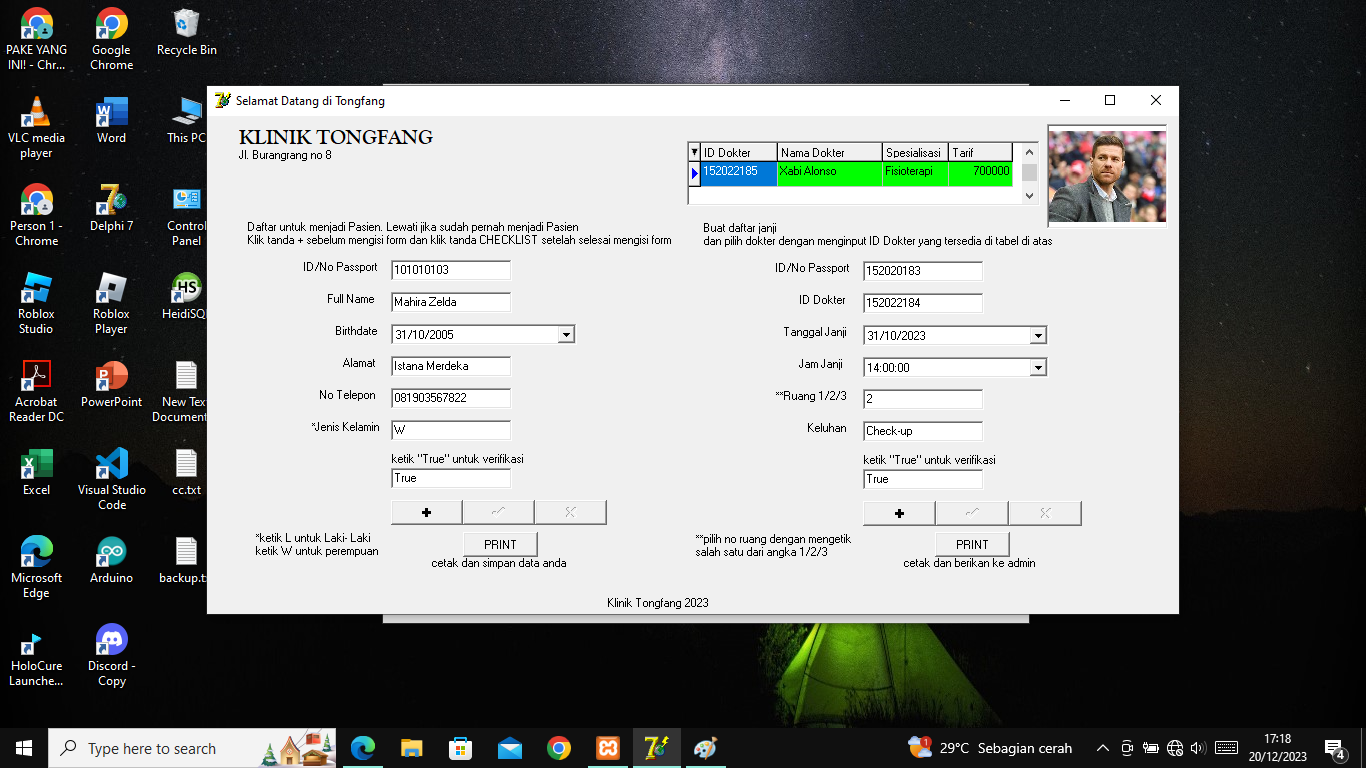 PAKE YANG
INI! - Chr...
Google
Chrome
Recycle Bin
VLC media
player
Word
This PC
Person 1 -
Chrome
Delphi 7
Control
Panel
Roblox
Studio
Roblox
Player
HeidiSQ
Acrobat
Reader DC
PowerPoint
New Text
Document
Excel
Visual Studio
Code
cc.txt
Microsoft
Edge
Arduino
backup.t
HoloCure
Launche...
Discord -
Copy
Selamat Datang di Tongfang
KLINIK TONGFANG
Jl. Burangrang no 8
ID Dokter Nama Dokter Spesialisasi Tarif
152022185 Xabi Alonso Fisioterapi 700000
Daftar untuk menjadi Pasien. Lewati jika sudah pernah menjadi Pasien
Klik tanda + sebelum mengisi form dan klik tanda CHECKLIST setelah selesai mengisi form
ID/No Passport 101010103
Full Name Mahira Zelda
Birthdate 31/10/2005
Alamat Istana Merdeka
No Telepon 081903567822
*Jenis Kelamin W
ketik "True" untuk verifikasi
True
+
*ketik L untuk Laki- Laki
ketik W untuk perempuan
PRINT
cetak dan simpan data anda
Buat daftar janji
dan pilih dokter dengan menginput ID Dokter yang tersedia di tabel di atas
ID/No Passport 152020183
ID Dokter 152022184
Tanggal Janji 31/10/2023
Jam Janji 14:00:00
**Ruang 1/2/3 2
Keluhan Check-up
ketik "True" untuk verifikasi
True
+
**pilih no ruang dengan mengetik
salah satu dari angka 1/2/3
PRINT
cetak dan berikan ke admin
Klinik Tongfang 2023
Type here to search
1
29°C Sebagian cerah
17:18
20/12/2023
4